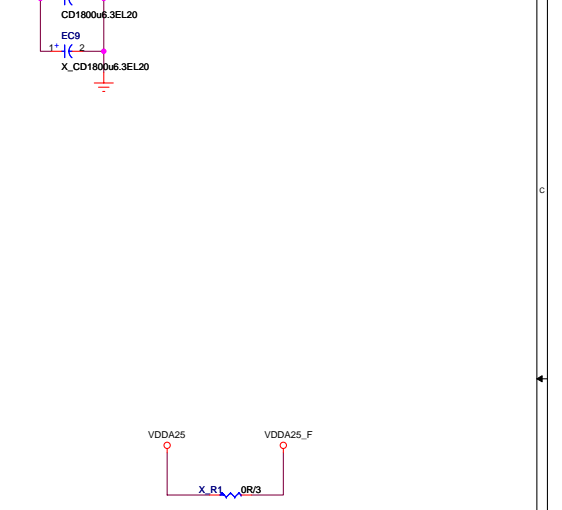 CD1800u6.3EL20
EC9
1+ 2
X_CD1800u6.3EL20
C
VDDA25 VDDA25_F
X_R1 0R/3